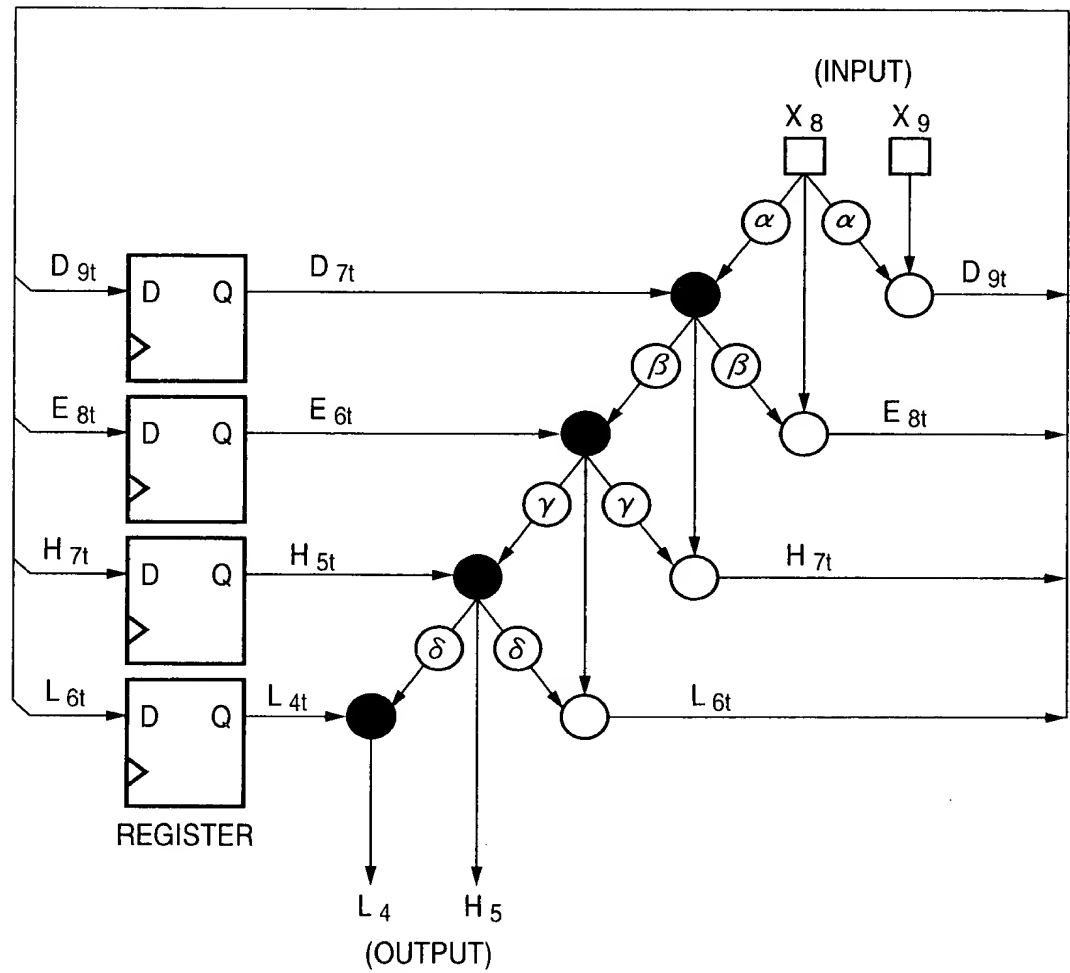 (INPUT)
X 8 X 9
α α
D 9t D Q D 7t D 9t
β β
E 8t D Q E 6t E 8t
γ γ
H 7t D Q H 5t H 7t
δ δ
L 6t D Q L 4t L 6t
REGISTER
L 4 H 5
(OUTPUT)